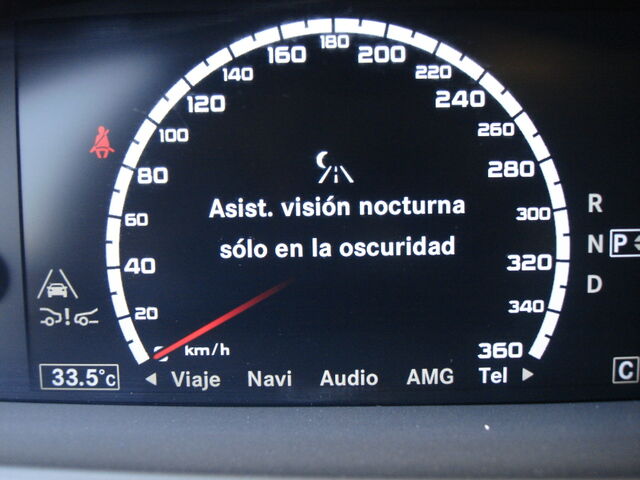 180
160 200
140 220
120 240
100 260
80 280
Asist. visión nocturna
60 300 R
sólo en la oscuridad
N P
40 320
D
20 340
0 km/h 360
33.5°C Viaje Navi Audio AMG Tel C